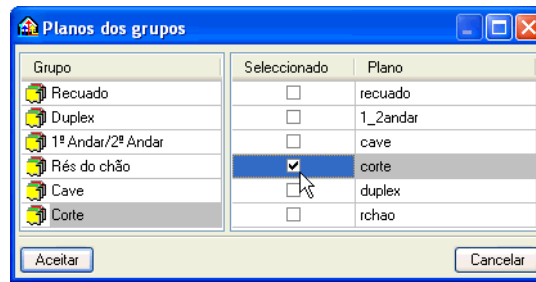 Planos dos grupos
Grupo Seleccionado Plano
Recuado recuado
Duplex 1_2andar
1º Andar/2º Andar cave
Rés do chão corte
Cave duplex
Corte rchao
Aceitar Cancelar